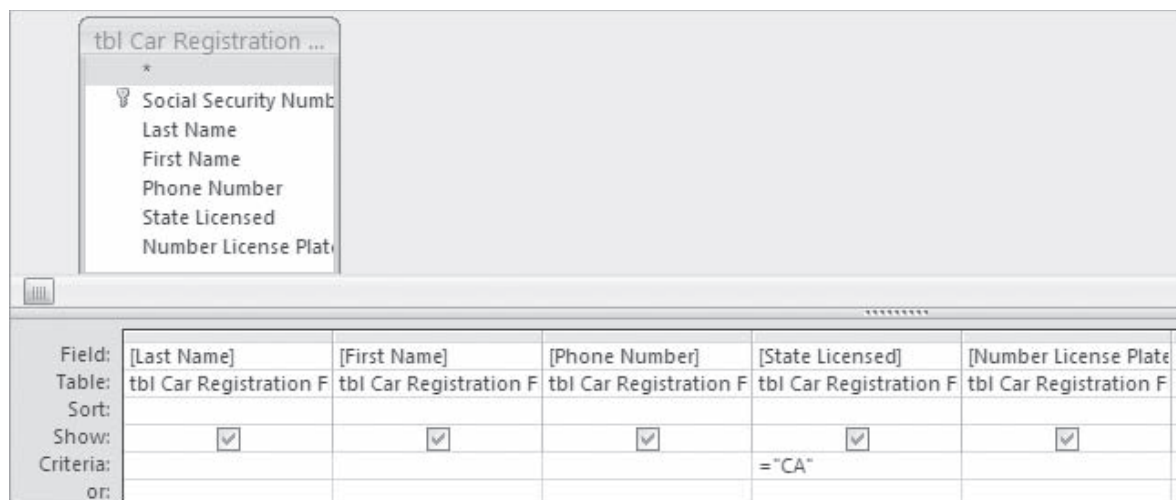 tbl Car Registration ...
*
Social Security Numb
Last Name
First Name
Phone Number
State Licensed
Number License Plat
Field: [Last Name] [First Name] [Phone Number] [State Licensed] [Number License Plate
Table: tbl Car Registration F tbl Car Registration F tbl Car Registration F tbl Car Registration F tbl Car Registration F
Sort:
Show:
Criteria: ="CA"
or: